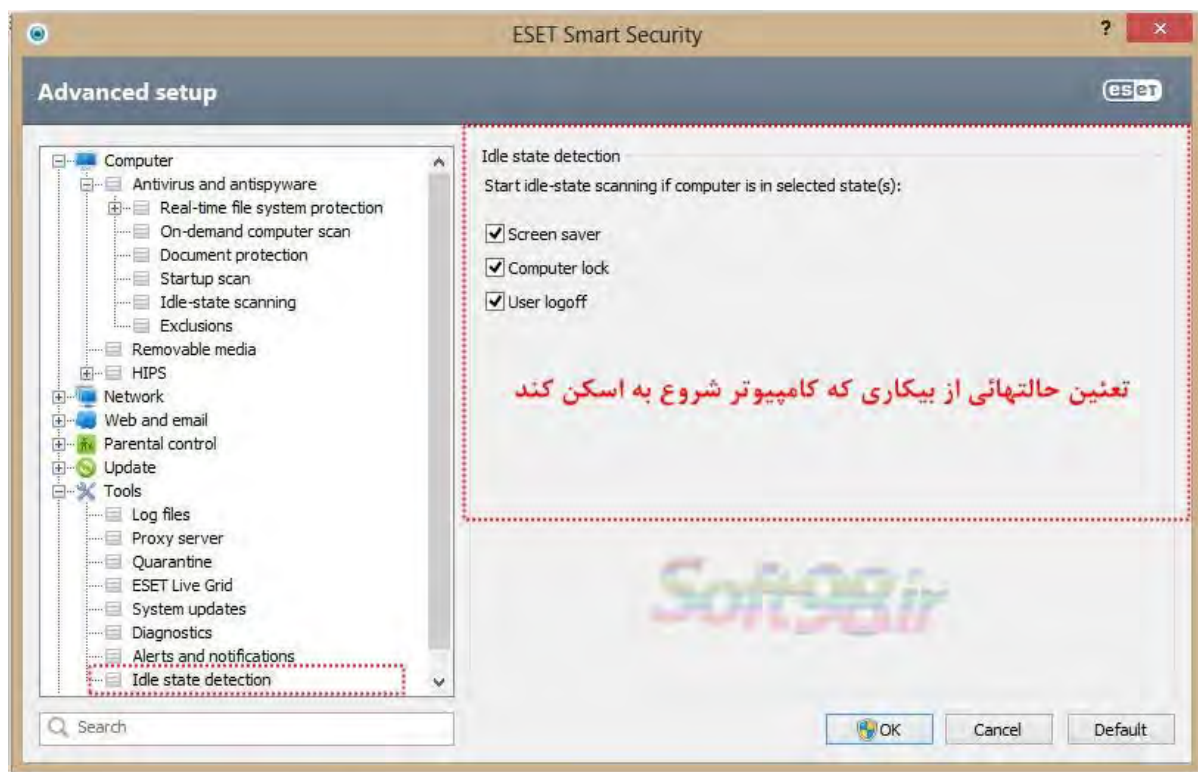 ESET Smart Security
?
Advanced setup
eset
Computer
Antivirus and antispyware
Real-time file system protection
On-demand computer scan
Document protection
Startup scan
Idle-state scanning
Exclusions
Removable media
HIPS
Network
Web and email
Parental control
Update
Tools
Log files
Proxy server
Quarantine
ESET Live Grid
System updates
Diagnostics
Alerts and notifications
Idle state detection
Search
Idle state detection
Start idle-state scanning if computer is in selected state(s):
Screen saver
Computer lock
User logoff
تعئین حالتهائی از بیکاری که کامپیوتر شروع به اسکن کند
Soft98.ir
OK
Cancel
Default